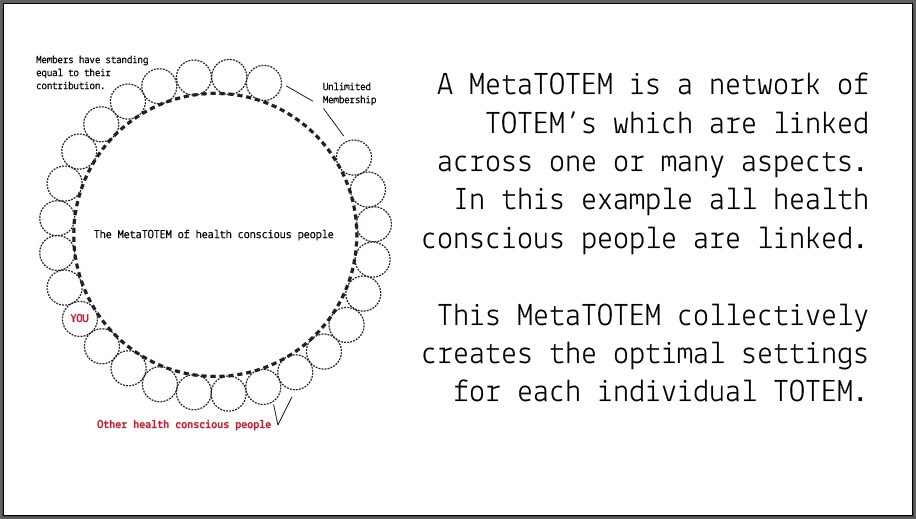 Members have standing
equal to their
contribution.
Unlimited
Membership
The MetaTOTEM of health conscious people
YOU
Other health conscious people
A MetaTOTEM is a network of
TOTEM’s which are linked
across one or many aspects.
In this example all health
conscious people are linked.
This MetaTOTEM collectively
creates the optimal settings
for each individual TOTEM.